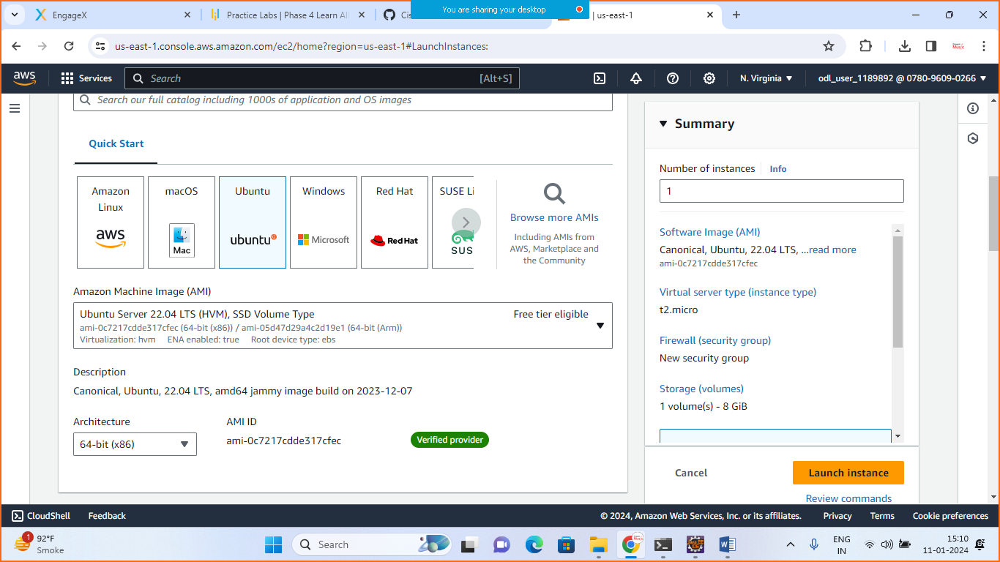 EngageX
Practice Labs | Phase 4 Learn Al
Cis
You are sharing your desktop
| us-east-1
us-east-1.console.aws.amazon.com/ec2/home?region=us-east-1#LaunchInstances:
aws
Services
Search
[Alt+S]
N. Virginia
odl_user_1189892 @ 0780-9609-0266
Search our full catalog including 1000s of application and OS images
Quick Start
Amazon
Linux
aws
macOS
Mac
Ubuntu
ubuntu
Windows
Microsoft
Red Hat
Red Hat
SUSE Li
SUS
Browse more AMIs
Including AMIs from
AWS, Marketplace and
the Community
Amazon Machine Image (AMI)
Ubuntu Server 22.04 LTS (HVM), SSD Volume Type
Free tier eligible
ami-0c7217cdde317cfec (64-bit (x86)) / ami-05d47d29a4c2d19e1 (64-bit (Arm))
Virtualization: hvm ENA enabled: true Root device type: ebs
Description
Canonical, Ubuntu, 22.04 LTS, amd64 jammy image build on 2023-12-07
Architecture
AMI ID
64-bit (x86)
ami-0c7217cdde317cfec
Verified provider
Summary
Number of instances
Info
1
Software Image (AMI)
Canonical, Ubuntu, 22.04 LTS, ...read more
ami-0c7217cdde317cfec
Virtual server type (instance type)
t2.micro
Firewall (security group)
New security group
Storage (volumes)
1 volume(s) - 8 GiB
Cancel
Launch instance
Review commands
CloudShell
Feedback
© 2024, Amazon Web Services, Inc. or its affiliates.
Privacy
Terms
Cookie preferences
1
92°F
Smoke
Search
ENG
IN
15:10
11-01-2024